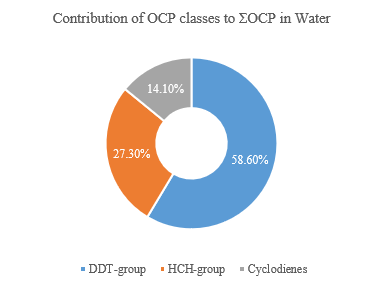 Contribution of OCP classes to ΣOCP in Water
14.10%
27.30%
58.60%
DDT-group HCH-group Cyclodienes